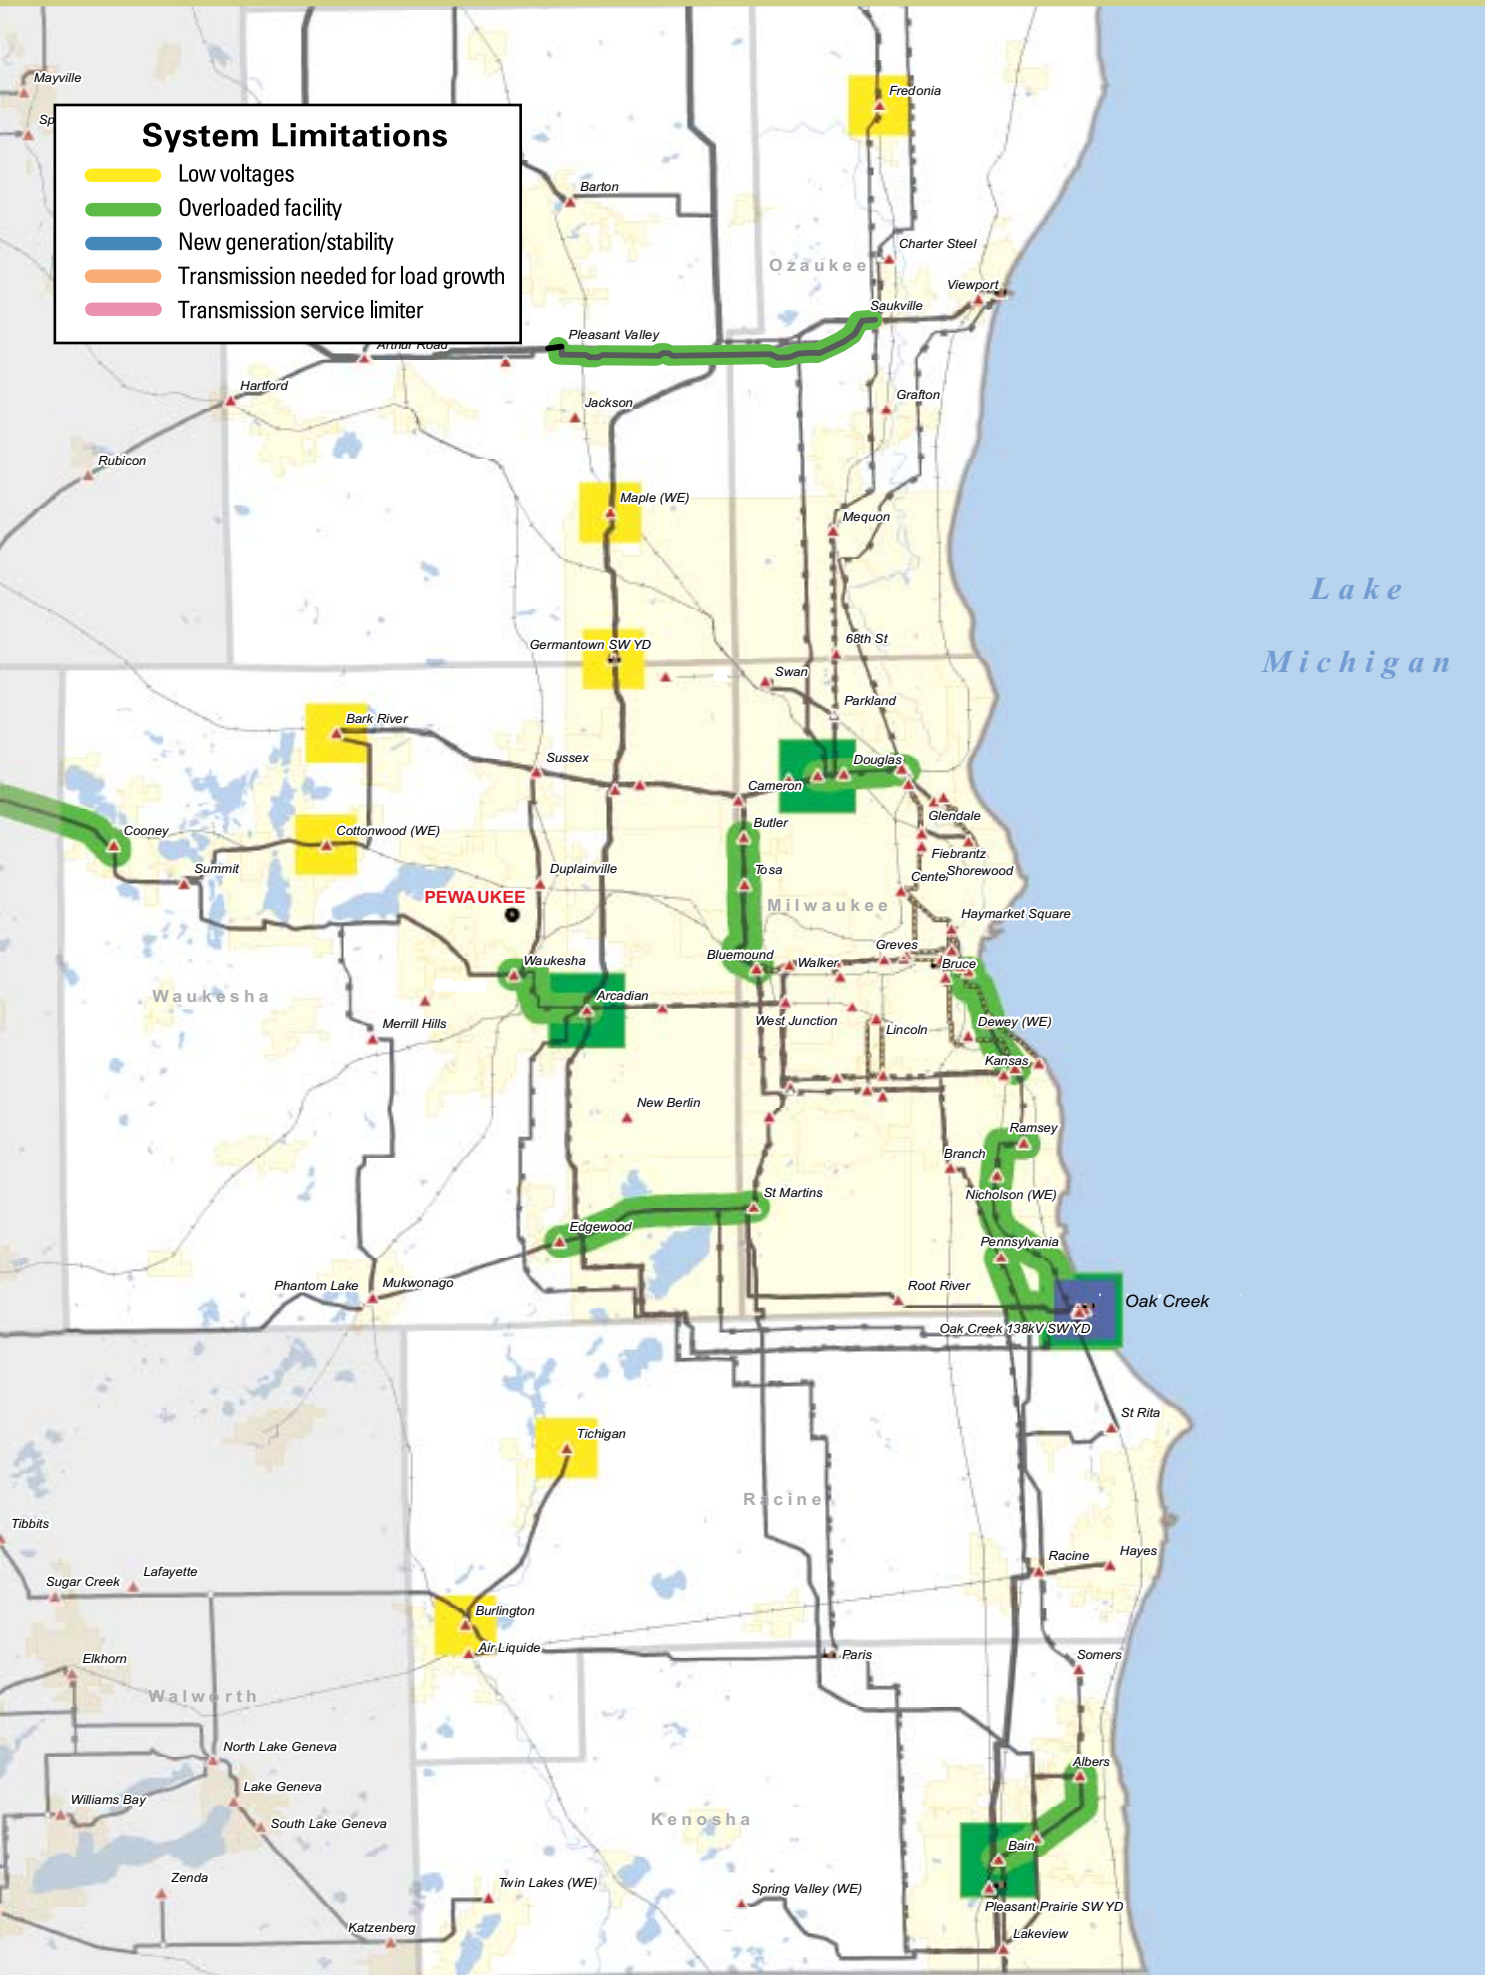 Mayville
Fredonia
Sp
System Limitations
Low voltages
Overloaded facility
New generation/stability
Transmission needed for load growth
Transmission service limiter
Barton
Charter Steel
Ozaukee
Viewport
Saukville
Pleasant Valley
Arthur Road
Hartford
Grafton
Jackson
Rubicon
Maple (WE)
Mequon
Lake
Michigan
68th St
Germantown SW YD
Swan
Parkland
Bark River
Sussex
Douglas
Cameron
Glendale
Butler
Cooney
Cottonwood (WE)
Fiebrantz
Summit
Duplainville
Tosa
Shorewood
Center
PEWAUKEE
Milwaukee
Haymarket Square
Greves
Bluemound
Walker
Bruce
Waukesha
Waukesha
Arcadian
Merrill Hills
West Junction
Lincoln
Dewey (WE)
Kansas
New Berlin
Ramsey
Branch
St Martins
Nicholson (WE)
Edgewood
Pennsylvania
Phantom Lake
Mukwonago
Root River
Oak Creek
Oak Creek 138kV SW YD
St Rita
Tichigan
Racine
Tibbits
Racine
Hayes
Sugar Creek
Lafayette
Burlington
Air Liquide
Paris
Somers
Elkhorn
Walworth
North Lake Geneva
Albers
Lake Geneva
Williams Bay
South Lake Geneva
Kenosha
Bain
Zenda
Twin Lakes (WE)
Spring Valley (WE)
Pleasant Prairie SW YD
Katzenberg
Lakeview